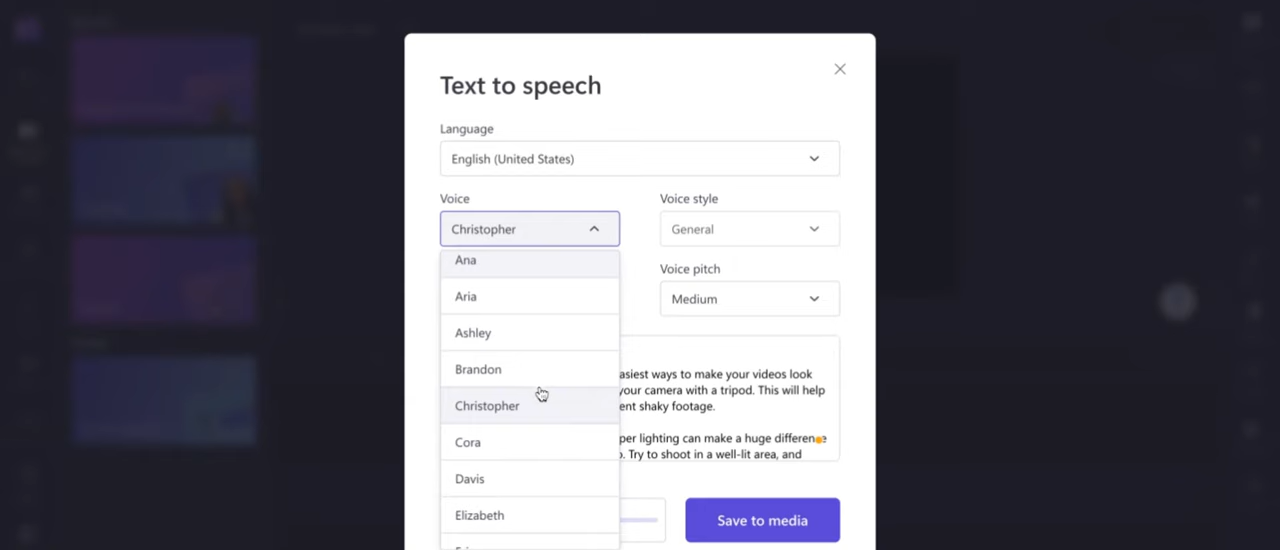 Text to speech
Language
English (United States)
Voice
Voice style
Christopher
General
Ana
Voice pitch
Aria
Medium
Ashley
Brandon
Christopher
Cora
Davis
Elizabeth
asiest ways to make your videos look
your camera with a tripod. This will help
ent shaky footage.
per lighting can make a huge difference
. Try to shoot in a well-lit area, and
Save to media